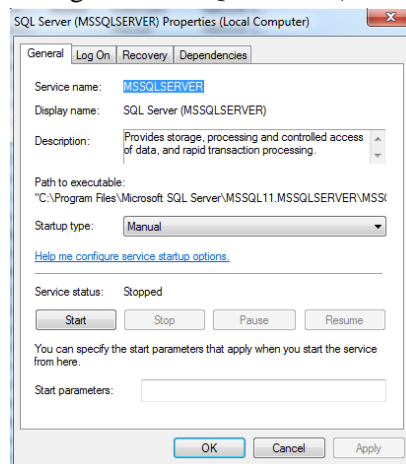 SQL Server (MSSQLSERVER) Properties (Local Computer)
General Log On Recovery Dependencies
Service name: MSSQLSERVER
Display name: SQL Server (MSSQLSERVER)
Description: Provides storage, processing and controlled access
of data, and rapid transaction processing.
Path to executable:
"C:\Program Files\Microsoft SQL Server\MSSQL11.MSSQLSERVER\MSS
Startup type: Manual
Help me configure service startup options.
Service status: Stopped
Start Stop Pause Resume
You can specify the start parameters that apply when you start the service
from here.
Start parameters:
OK Cancel Apply